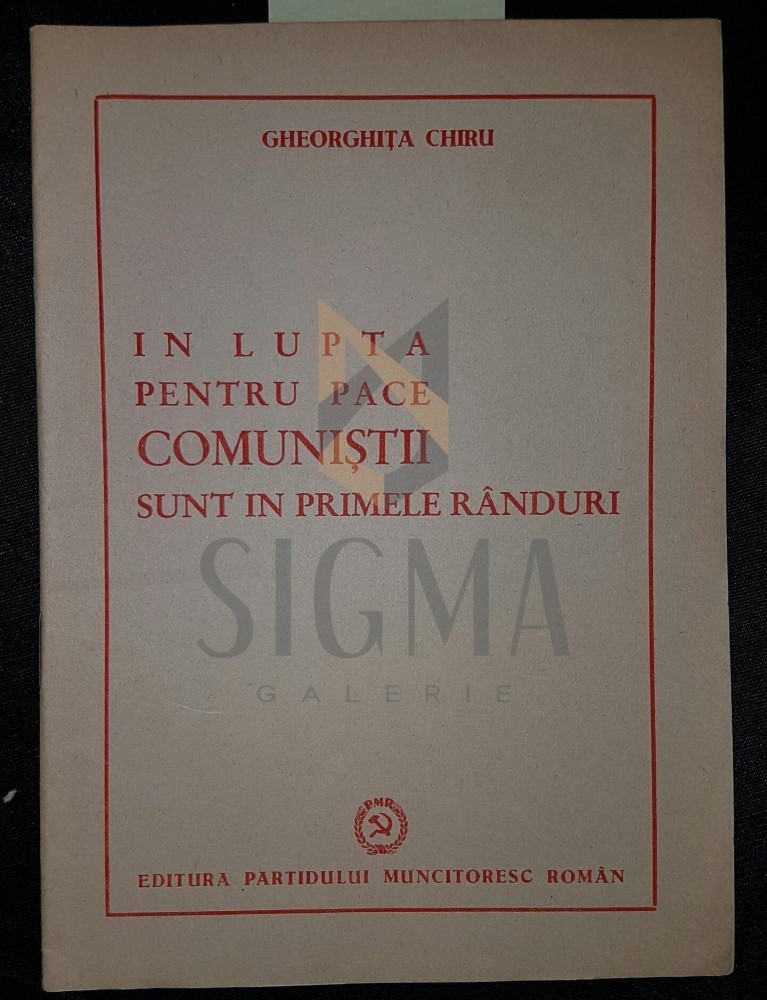 GHEORGHIȚA CHIRU
IN LUPTA
PENTRU PACE
COMUNIȘTII
SUNT IN PRIMELE RÂNDURI
SIGMA
GALERIE
PMR
EDITURA PARTIDULUI MUNCITORESC ROMÂN